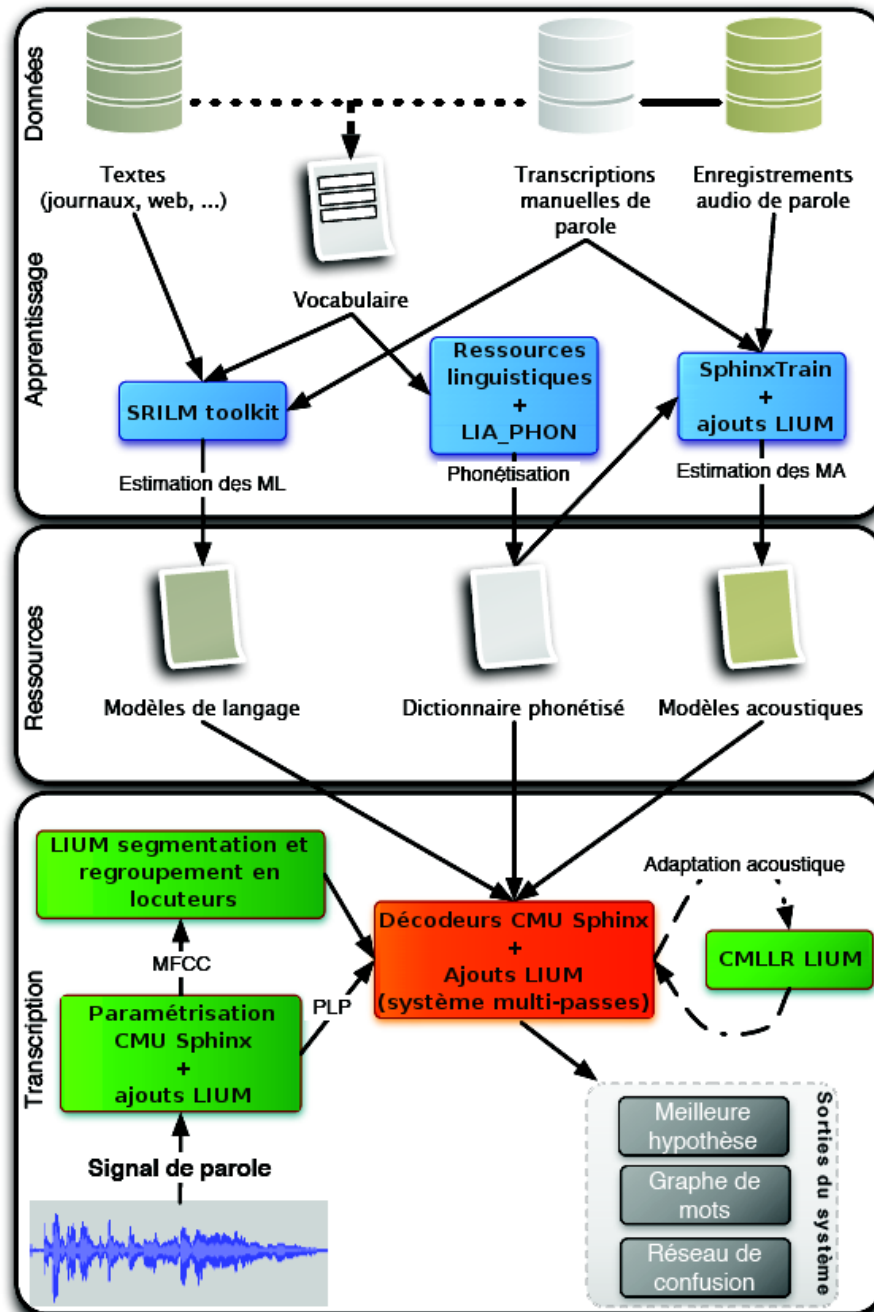 Données
Textes
(journaux, web, ...)
Transcriptions
manuelles de
parole
Enregistrements
audio de parole
Apprentissage
Vocabulaire
SRILM toolkit
Ressources
linguistiques
+
LIA_PHON
SphinxTrain
+
ajouts LIUM
Estimation des ML
Phonétisation
Estimation des MA
Ressources
Modèles de langage
Dictionnaire phonétisé
Modèles acoustiques
Transcription
LIUM segmentation et
regroupement en
locuteurs
MFCC
PLP
Paramétrisation
CMU Sphinx
+
ajouts LIUM
Signal de parole
Décodeurs CMU Sphinx
+
Ajouts LIUM
(système multi-passes)
Adaptation acoustique
CMLLR LIUM
Sorties du système
Meilleure
hypothèse
Graphe de
mots
Réseau de
confusion